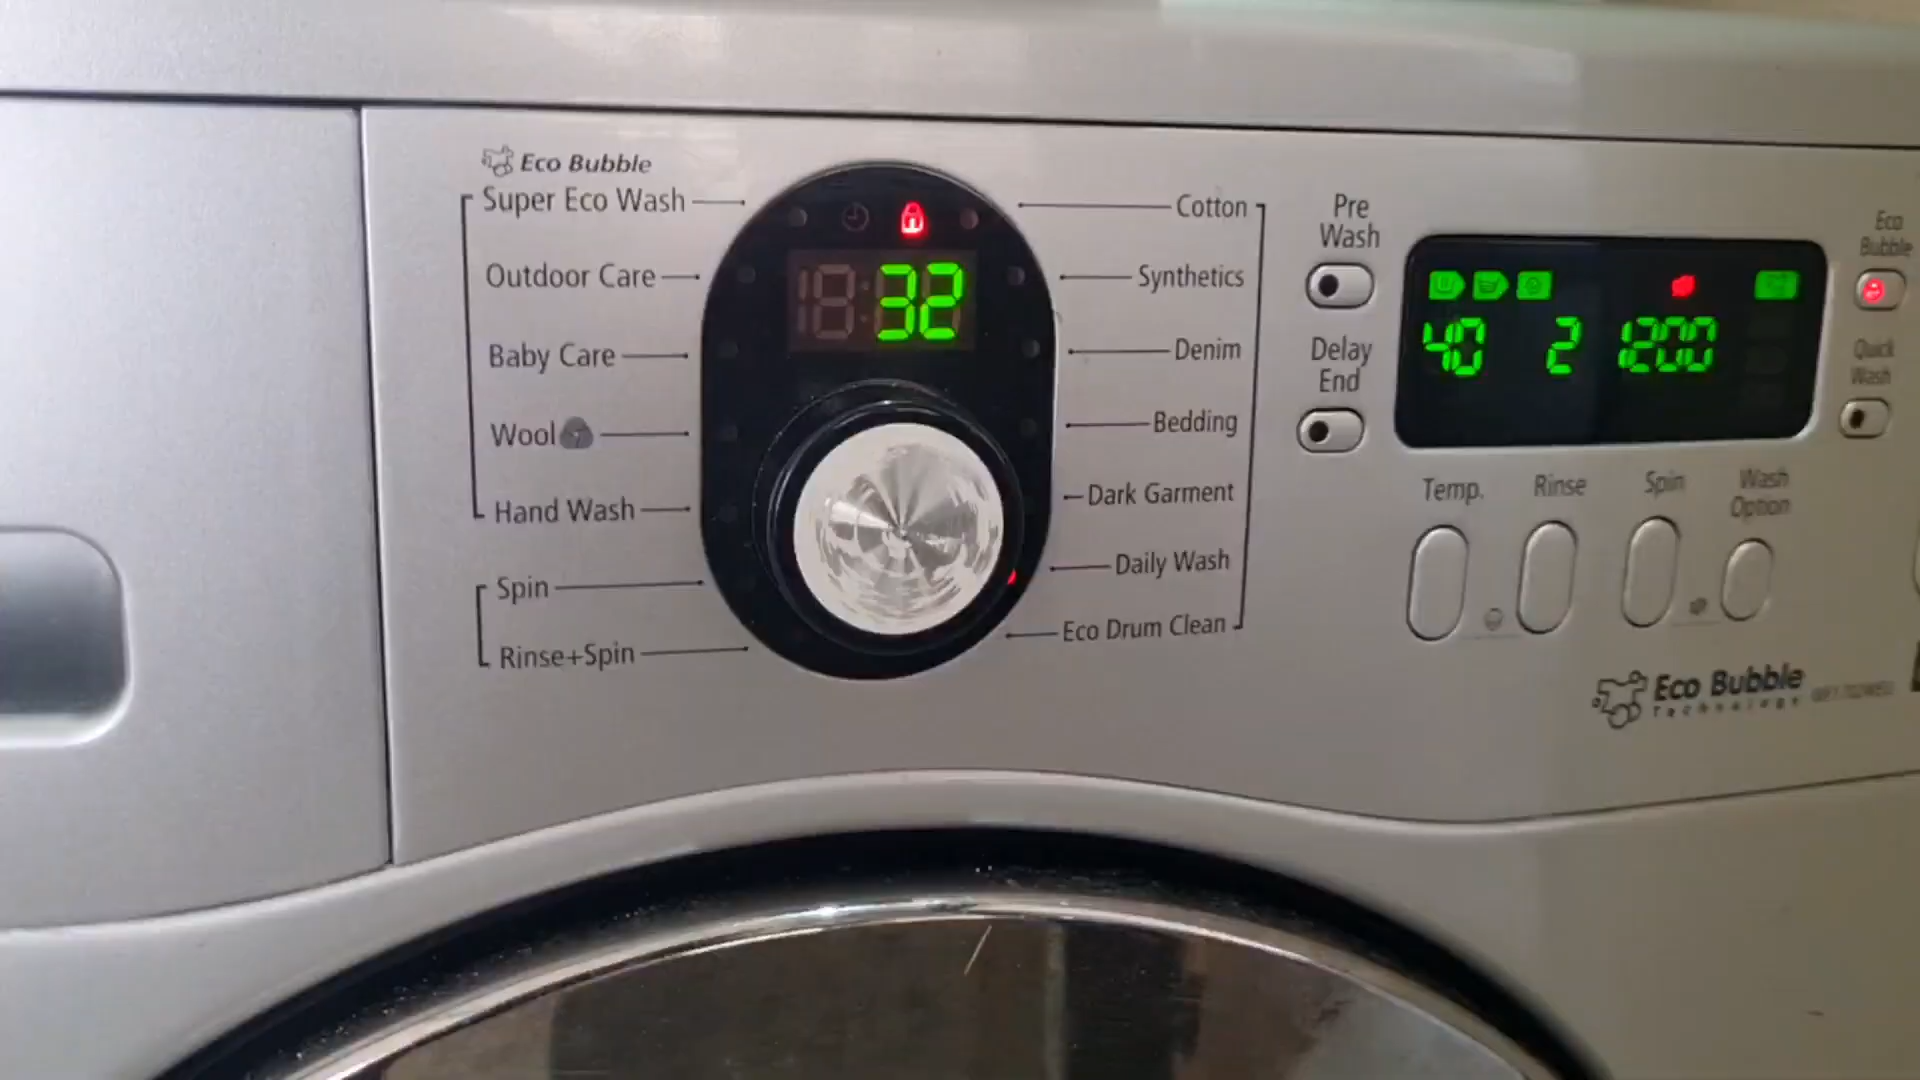 Eco Bubble
Super Eco Wash
Outdoor Care
Baby Care
Wool
Hand Wash
Spin
Rinse+Spin
32
Cotton
Synthetics
Denim
Bedding
Dark Garment
Daily Wash
Eco Drum Clean
Pre
Wash
Delay
End
40 2 1200
Eco
Bubble
Quick
Wash
Temp.
Rinse
Spin
Wash
Option
Eco Bubble
Technology